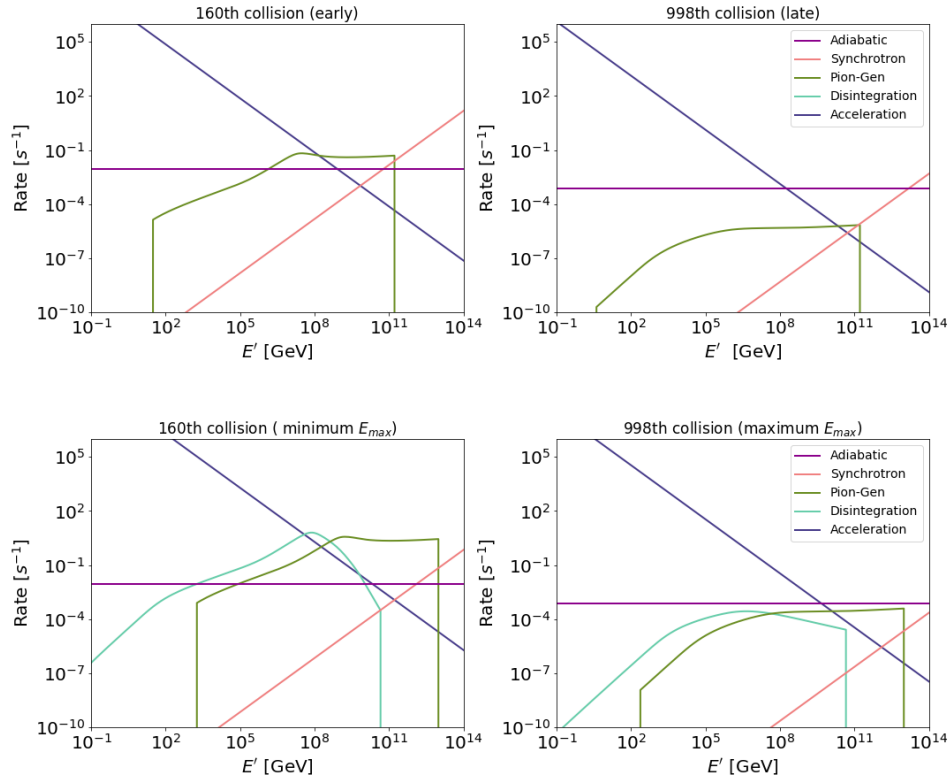 160th collision (early)
10^5
10^2
10^-1
10^-4
10^-7
10^-10
Rate [s^-1]
10^-1 10^2 10^5 10^8 10^11 10^14
E′ [GeV]
998th collision (late)
Adiabatic
Synchrotron
Pion-Gen
Disintegration
Acceleration
10^5
10^2
10^-1
10^-4
10^-7
10^-10
Rate [s^-1]
10^-1 10^2 10^5 10^8 10^11 10^14
E′ [GeV]
160th collision ( minimum E_max)
10^5
10^2
10^-1
10^-4
10^-7
10^-10
Rate [s^-1]
10^-1 10^2 10^5 10^8 10^11 10^14
E′ [GeV]
998th collision (maximum E_max)
Adiabatic
Synchrotron
Pion-Gen
Disintegration
Acceleration
10^5
10^2
10^-1
10^-4
10^-7
10^-10
Rate [s^-1]
10^-1 10^2 10^5 10^8 10^11 10^14
E′ [GeV]